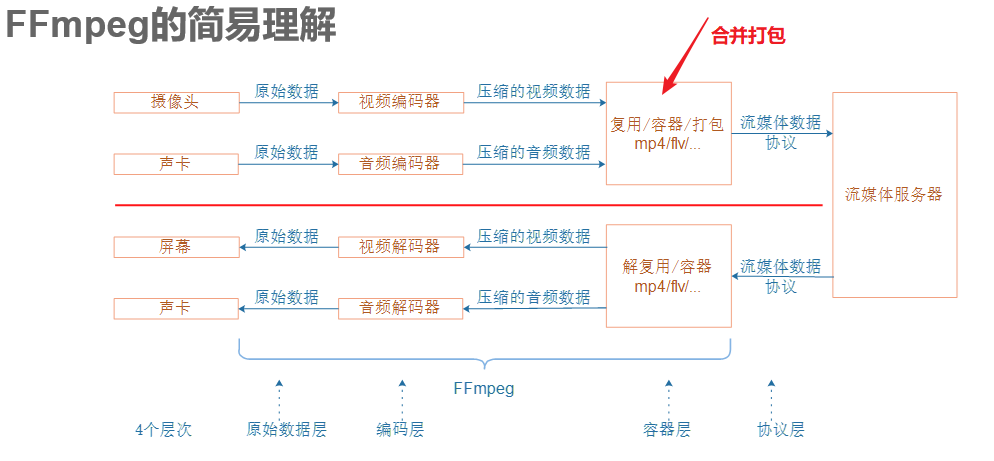 FFmpeg的简易理解
合并打包
摄像头
原始数据
视频编码器
压缩的视频数据
复用/容器/打包
mp4/flv/...
流媒体数据
协议
声卡
原始数据
音频编码器
压缩的音频数据
流媒体服务器
屏幕
原始数据
视频解码器
压缩的视频数据
解复用/容器
mp4/flv/...
流媒体数据
协议
声卡
原始数据
音频解码器
压缩的音频数据
FFmpeg
4个层次
原始数据层
编码层
容器层
协议层